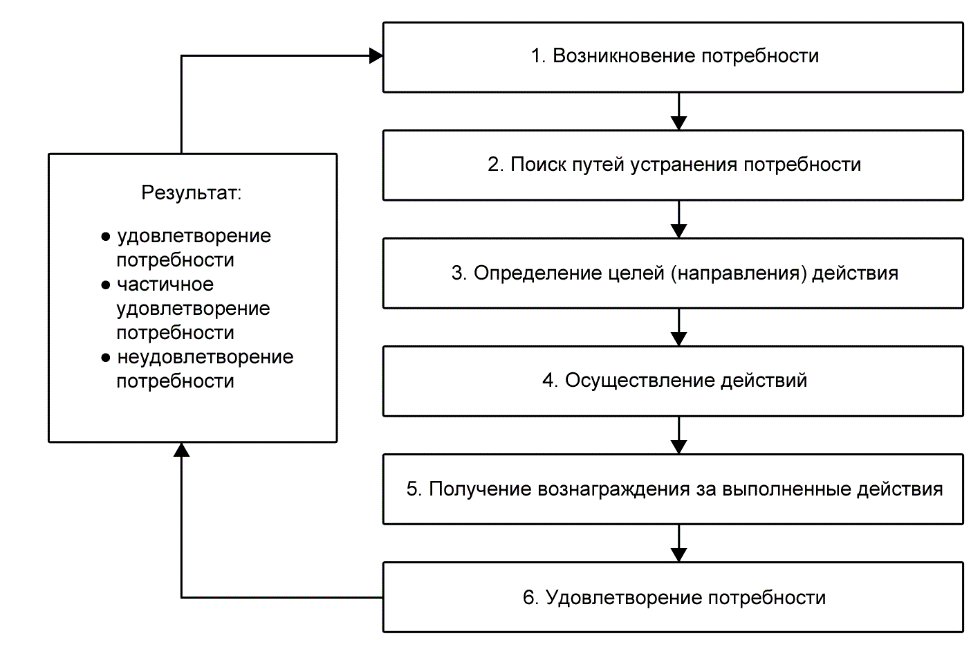 1. Возникновение потребности
2. Поиск путей устранения потребности
3. Определение целей (направления) действия
4. Осуществление действий
5. Получение вознаграждения за выполненные действия
6. Удовлетворение потребности
Результат:
● удовлетворение
потребности
● частичное
удовлетворение
потребности
● неудовлетворение
потребности